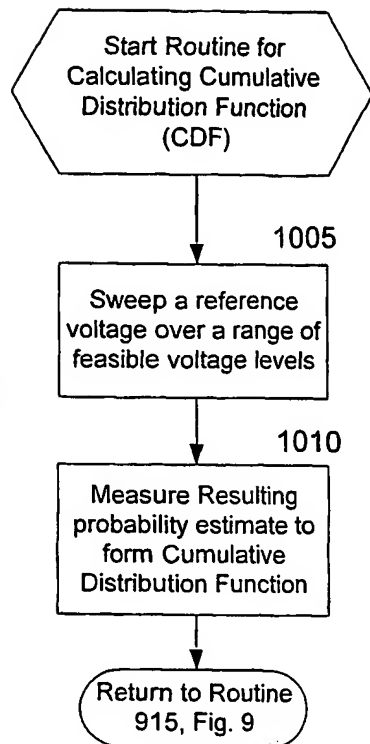 Start Routine for
Calculating Cumulative
Distribution Function
(CDF)
1005
Sweep a reference
voltage over a range of
feasible voltage levels
1010
Measure Resulting
probability estimate to
form Cumulative
Distribution Function
Return to Routine
915, Fig. 9